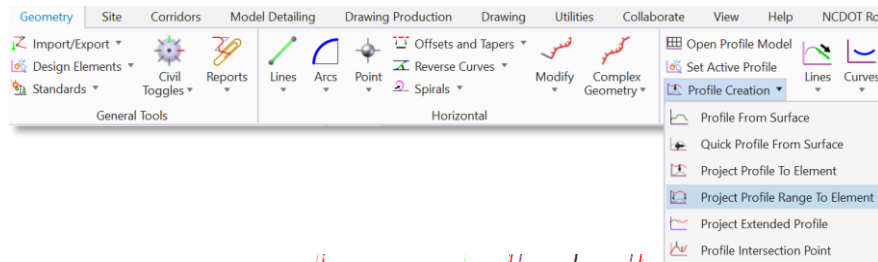 Geometry Site Corridors Model Detailing Drawing Production Drawing Utilities Collaborate View Help NCDOT Ro
Import/Export Offsets and Tapers Open Profile Model
Design Elements Reverse Curves Set Active Profile
Standards Civil Toggles Reports Lines Arcs Point Spirals Modify Complex Geometry Profile Creation Lines Curves
General Tools Horizontal
Profile From Surface
Quick Profile From Surface
Project Profile To Element
Project Profile Range To Element
Project Extended Profile
Profile Intersection Point